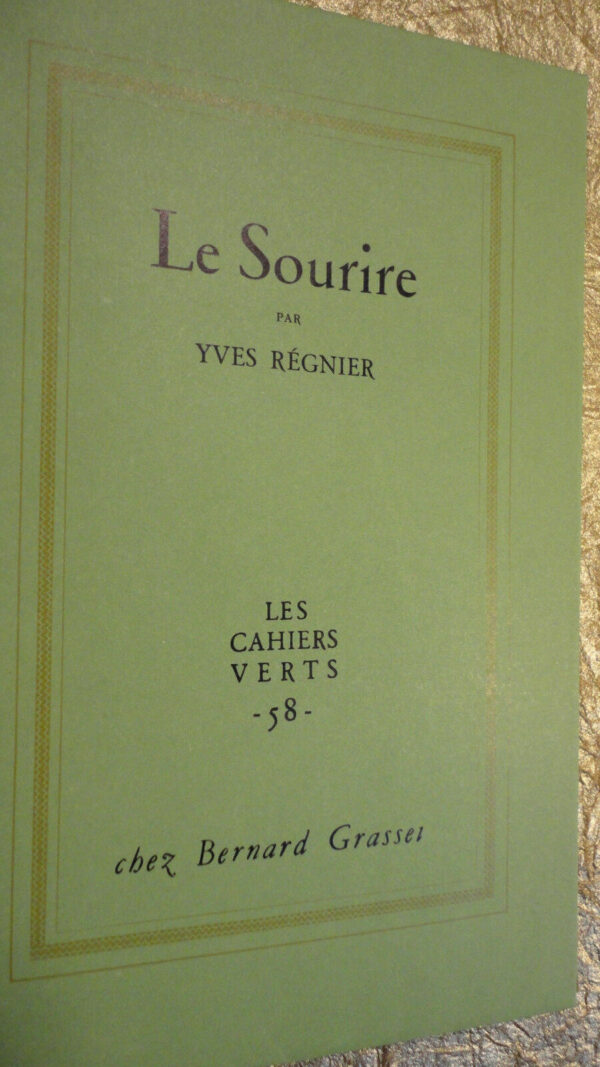 Le Sourire
PAR
YVES RÉGNIER
LES
CAHIERS
VERTS
-58-
chez Bernard Grasset